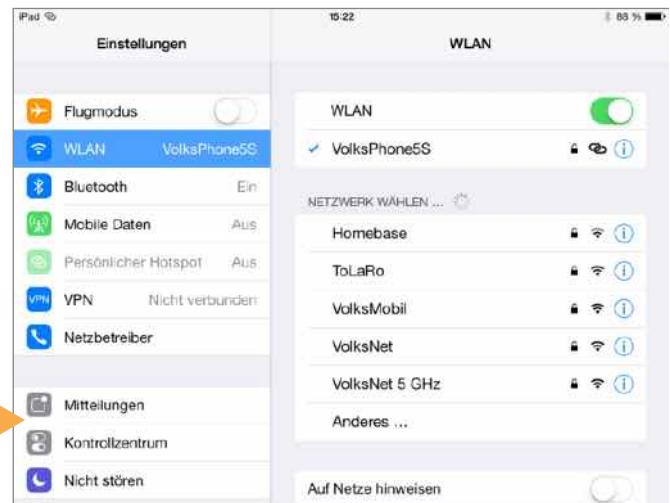 iPad 15:22 88 %
Einstellungen
Flugmodus
WLAN VolksPhone5S
Bluetooth Ein
Mobile Daten Aus
Persönlicher Hotspot Aus
VPN VPN Nicht verbunden
Netzbetreiber
Mitteilungen
Kontrollzentrum
Nicht stören
WLAN
WLAN
VolksPhone5S
NETZWERK WÄHLEN ...
Homebase
ToLaRo
VolksMobil
VolksNet
VolksNet 5 GHz
Anderes ...
Auf Netze hinweisen